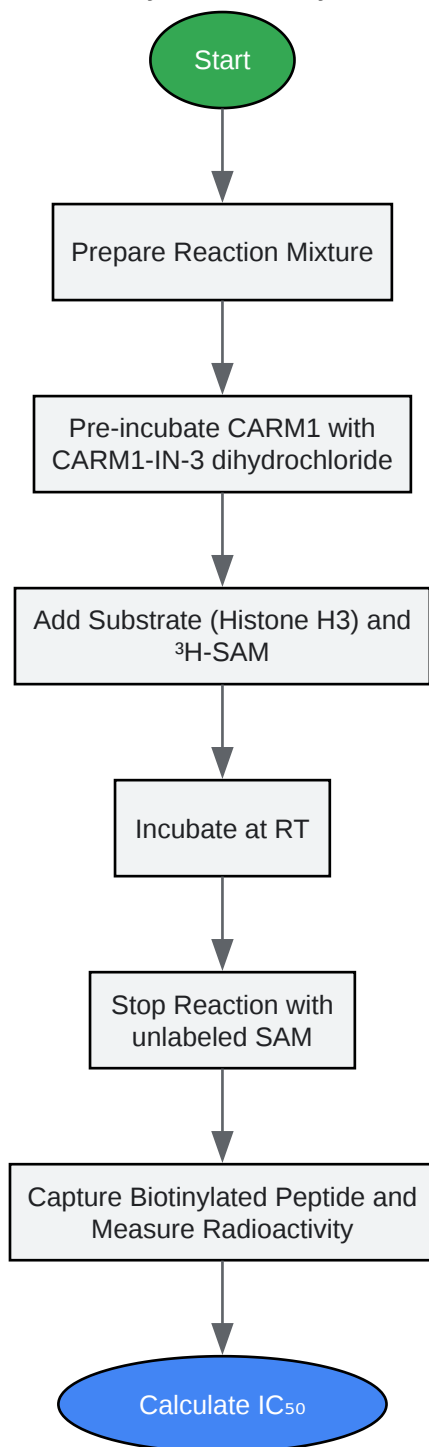 Start
Prepare Reaction Mixture
Pre-incubate CARM1 with
CARM1-IN-3 dihydrochloride
Add Substrate (Histone H3) and
³H-SAM
Incubate at RT
Stop Reaction with
unlabeled SAM
Capture Biotinylated Peptide and
Measure Radioactivity
Calculate IC₅₀